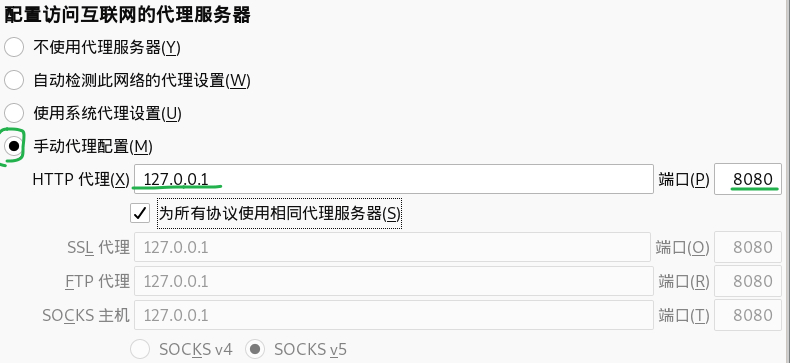 配置访问互联网的代理服务器
不使用代理服务器(Y)
自动检测此网络的代理设置(W)
使用系统代理设置(U)
手动代理配置(M)
HTTP 代理(X) 127.0.0.1 端口(P) 8080
为所有协议使用相同代理服务器(S)
SSL 代理 127.0.0.1 端口(O) 8080
FTP 代理 127.0.0.1 端口(R) 8080
SOCKS 主机 127.0.0.1 端口(T) 8080
SOCKS v4 SOCKS v5